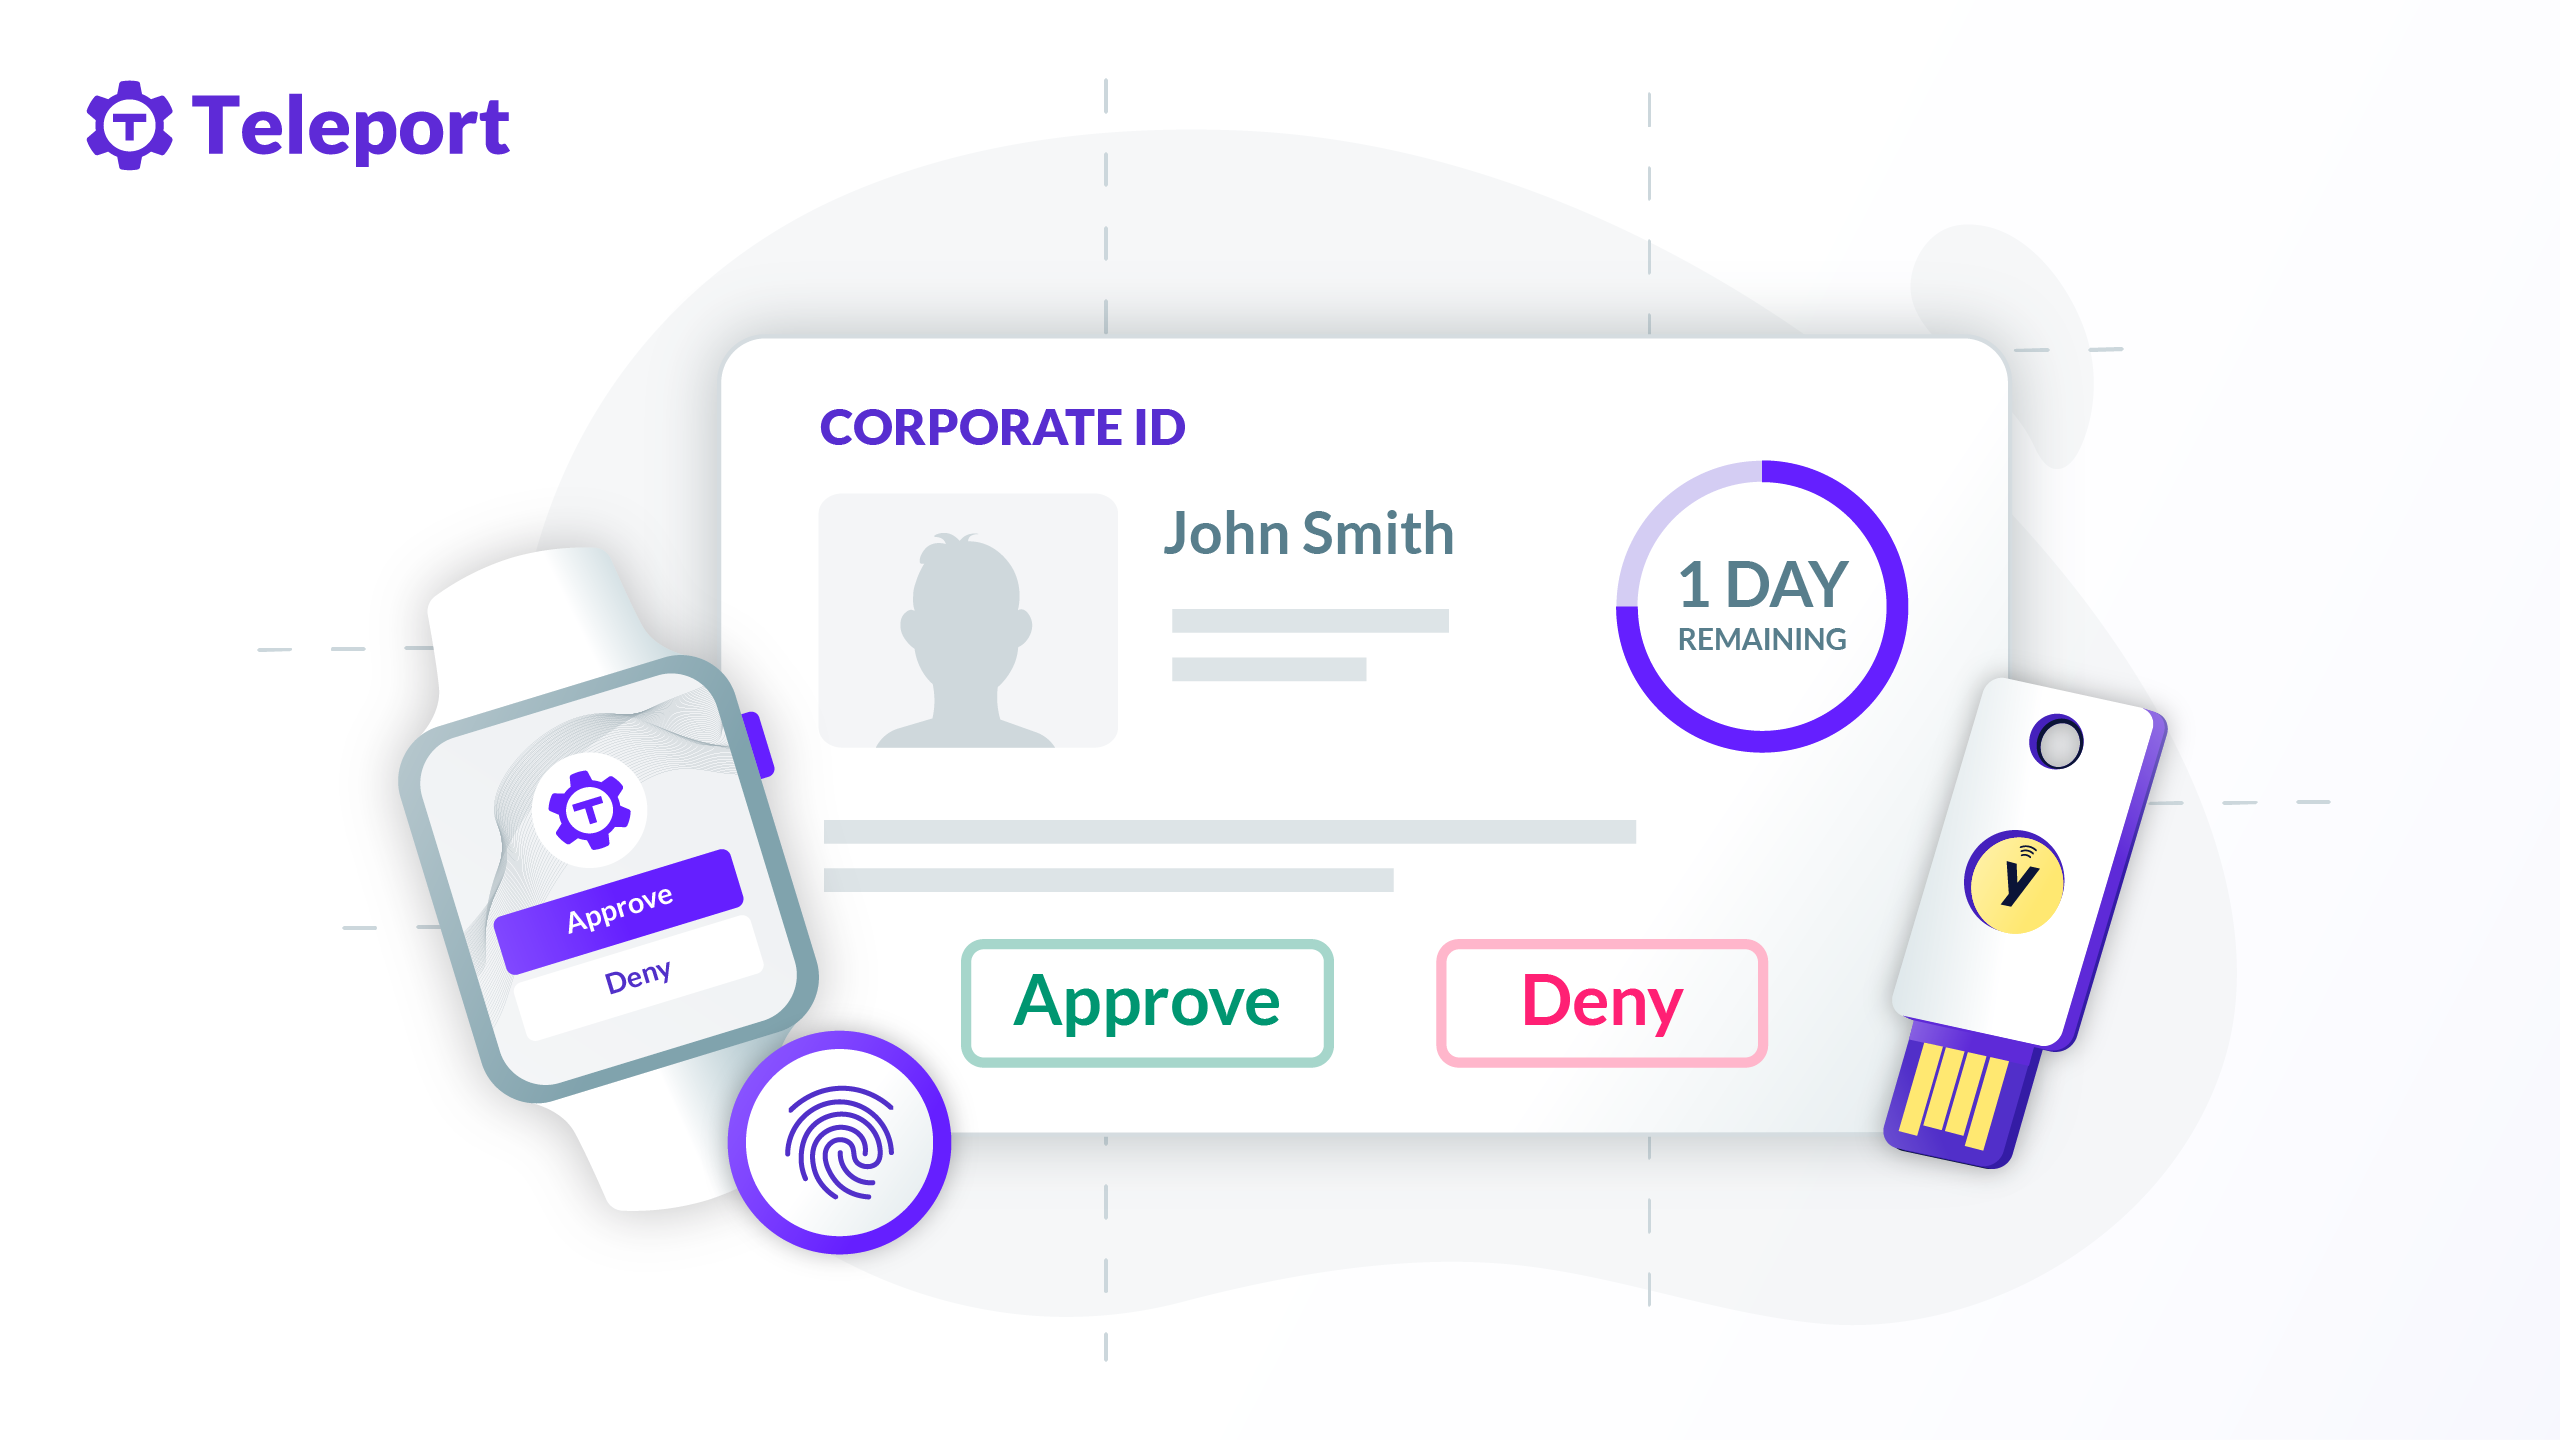 Teleport
CORPORATE ID
John Smith
1 DAY
REMAINING
Approve
Deny
Approve
Deny
y